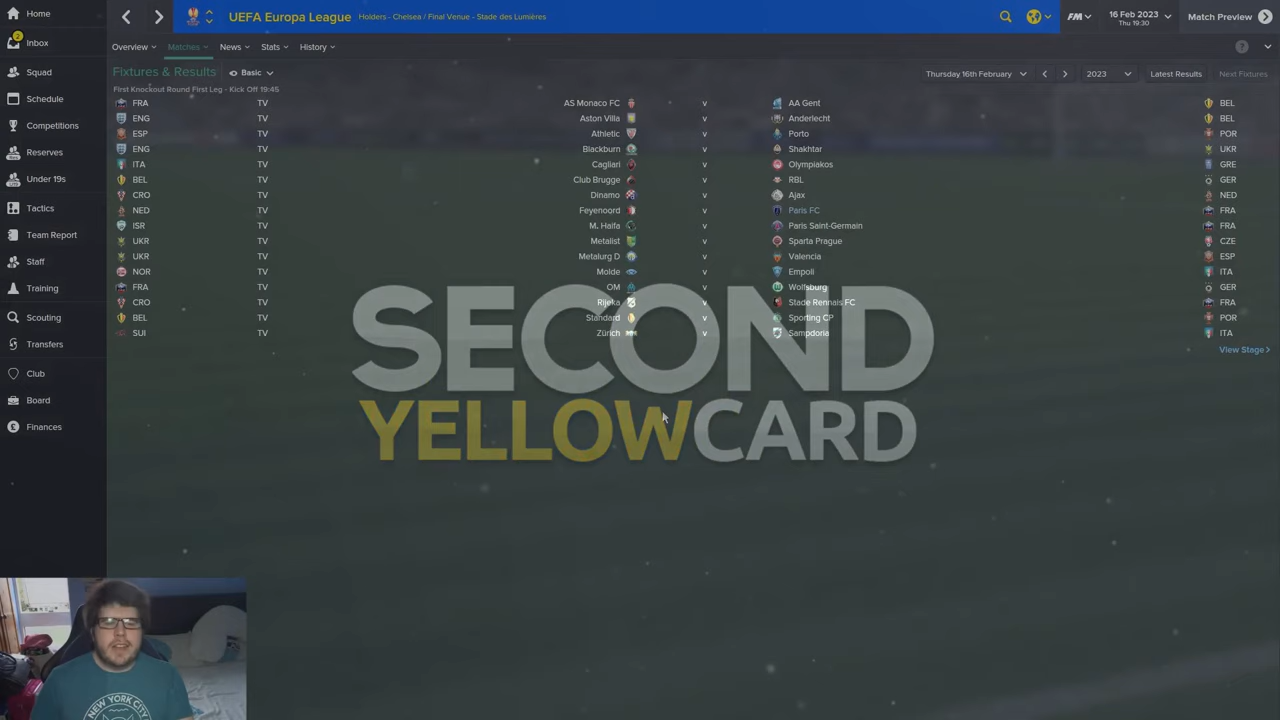 Home
2
Inbox
Squad
Schedule
Competitions
Reserves
Under 19s
Tactics
Team Report
Staff
Training
Scouting
Transfers
Club
Board
Finances
UEFA Europa League
Holders - Chelsea / Final Venue - Stade des Lumières
FM
16 Feb 2023
Thu 19:30
Match Preview
Overview
Matches
News
Stats
History
?
Fixtures & Results
Basic
Thursday 16th February
2023
Latest Results
Next Fixtures
First Knockout Round First Leg - Kick Off 19:45
FRA TV AS Monaco FC v AA Gent BEL
ENG TV Aston Villa v Anderlecht BEL
ESP TV Athletic v Porto POR
ENG TV Blackburn v Shakhtar UKR
ITA TV Cagliari v Olympiakos GRE
BEL TV Club Brugge v RBL GER
CRO TV Dinamo v Ajax NED
NED TV Feyenoord v Paris FC FRA
ISR TV M. Haifa v Paris Saint-Germain FRA
UKR TV Metalist v Sparta Prague CZE
UKR TV Metalurg D v Valencia ESP
NOR TV Molde v Empoli ITA
FRA TV OM v Wolfsburg GER
CRO TV Rijeka v Stade Rennais FC FRA
BEL TV Standard v Sporting CP POR
SUI TV Zürich v Sampdoria ITA
View Stage
SECOND
YELLOWCARD
NEW YORK CITY